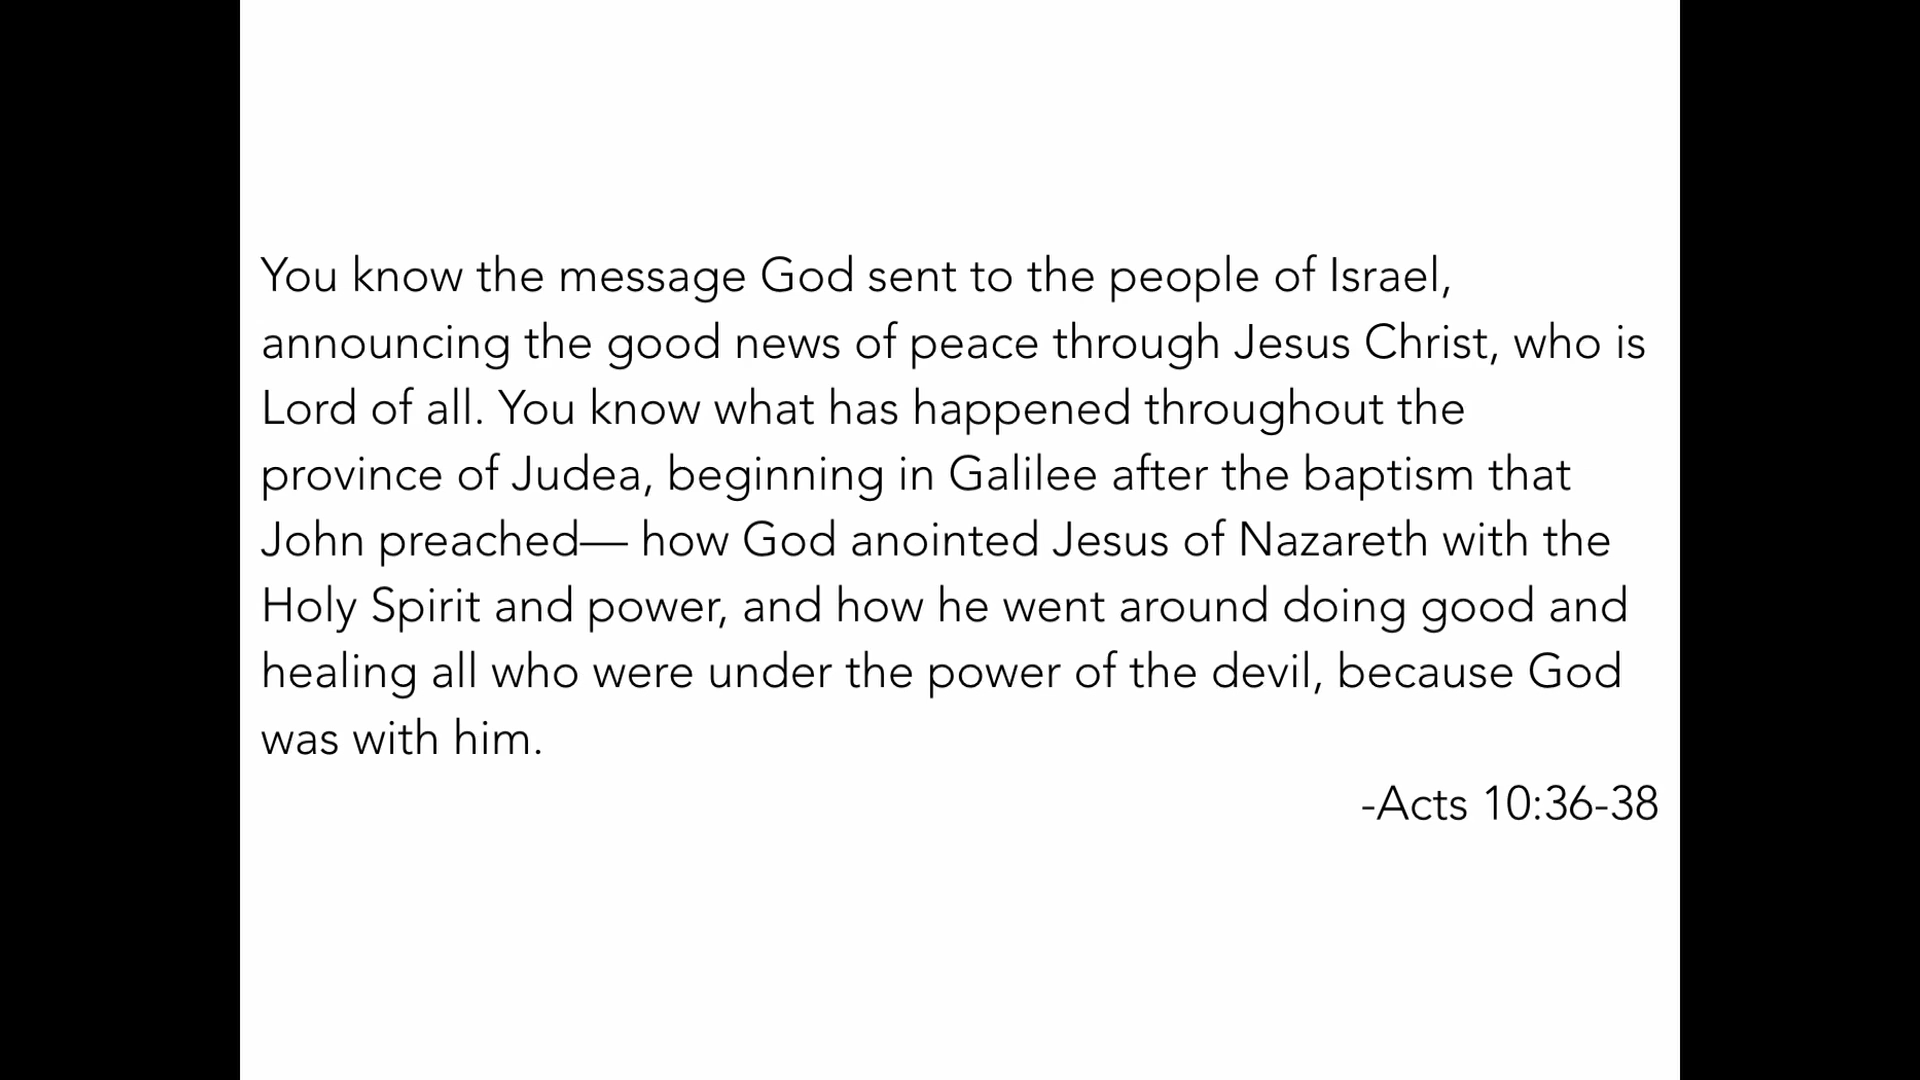 You know the message God sent to the people of Israel,
announcing the good news of peace through Jesus Christ, who is
Lord of all. You know what has happened throughout the
province of Judea, beginning in Galilee after the baptism that
John preached— how God anointed Jesus of Nazareth with the
Holy Spirit and power, and how he went around doing good and
healing all who were under the power of the devil, because God
was with him.
-Acts 10:36-38